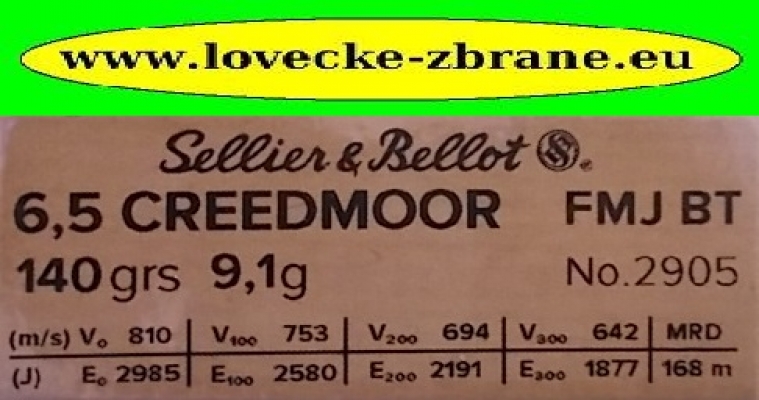 www.lovecke-zbrane.eu
Sellier & Bellot S&B®
6,5 CREEDMOOR FMJ BT
140 grs 9,1g No.2905
(m/s) V₀ 810 | V₁₀₀ 753 | V₂₀₀ 694 | V₃₀₀ 642 | MRD
(J) E₀ 2985 | E₁₀₀ 2580 | E₂₀₀ 2191 | E₃₀₀ 1877 | 168 m